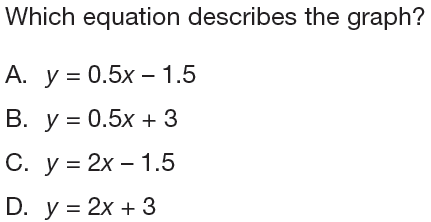 Which equation describes the graph?
A. y = 0.5x – 1.5
B. y = 0.5x + 3
C. y = 2x – 1.5
D. y = 2x + 3